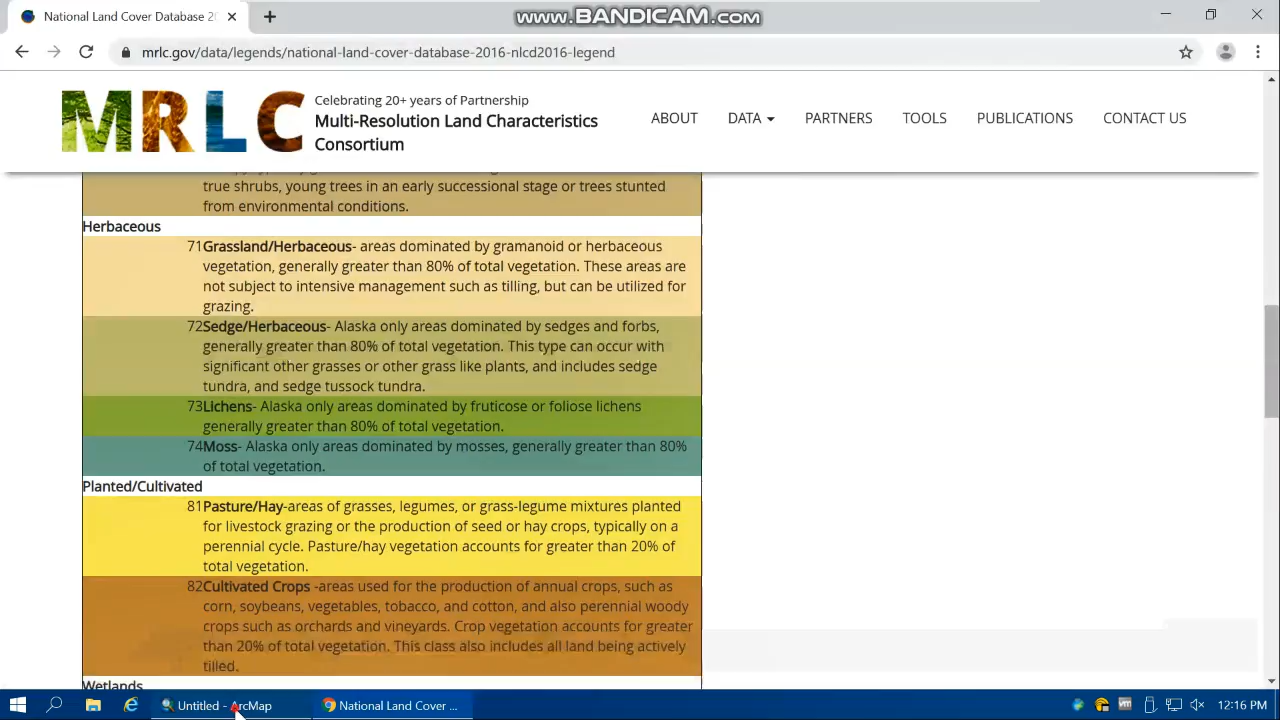 National Land Cover Database 20
www.BANDICAM.com
mrlc.gov/data/legends/national-land-cover-database-2016-nlcd2016-legend
MRLC
Celebrating 20+ years of Partnership
Multi-Resolution Land Characteristics
Consortium
ABOUT DATA PARTNERS TOOLS PUBLICATIONS CONTACT US
true shrubs, young trees in an early successional stage or trees stunted
from environmental conditions.
Herbaceous
71Grassland/Herbaceous- areas dominated by gramanoid or herbaceous
vegetation, generally greater than 80% of total vegetation. These areas are
not subject to intensive management such as tilling, but can be utilized for
grazing.
72Sedge/Herbaceous- Alaska only areas dominated by sedges and forbs,
generally greater than 80% of total vegetation. This type can occur with
significant other grasses or other grass like plants, and includes sedge
tundra, and sedge tussock tundra.
73Lichens- Alaska only areas dominated by fruticose or foliose lichens
generally greater than 80% of total vegetation.
74Moss- Alaska only areas dominated by mosses, generally greater than 80%
of total vegetation.
Planted/Cultivated
81Pasture/Hay-areas of grasses, legumes, or grass-legume mixtures planted
for livestock grazing or the production of seed or hay crops, typically on a
perennial cycle. Pasture/hay vegetation accounts for greater than 20% of
total vegetation.
82Cultivated Crops -areas used for the production of annual crops, such as
corn, soybeans, vegetables, tobacco, and cotton, and also perennial woody
crops such as orchards and vineyards. Crop vegetation accounts for greater
than 20% of total vegetation. This class also includes all land being actively
tilled.
Wetlands
Untitled - ArcMap
National Land Cover ...
12:16 PM